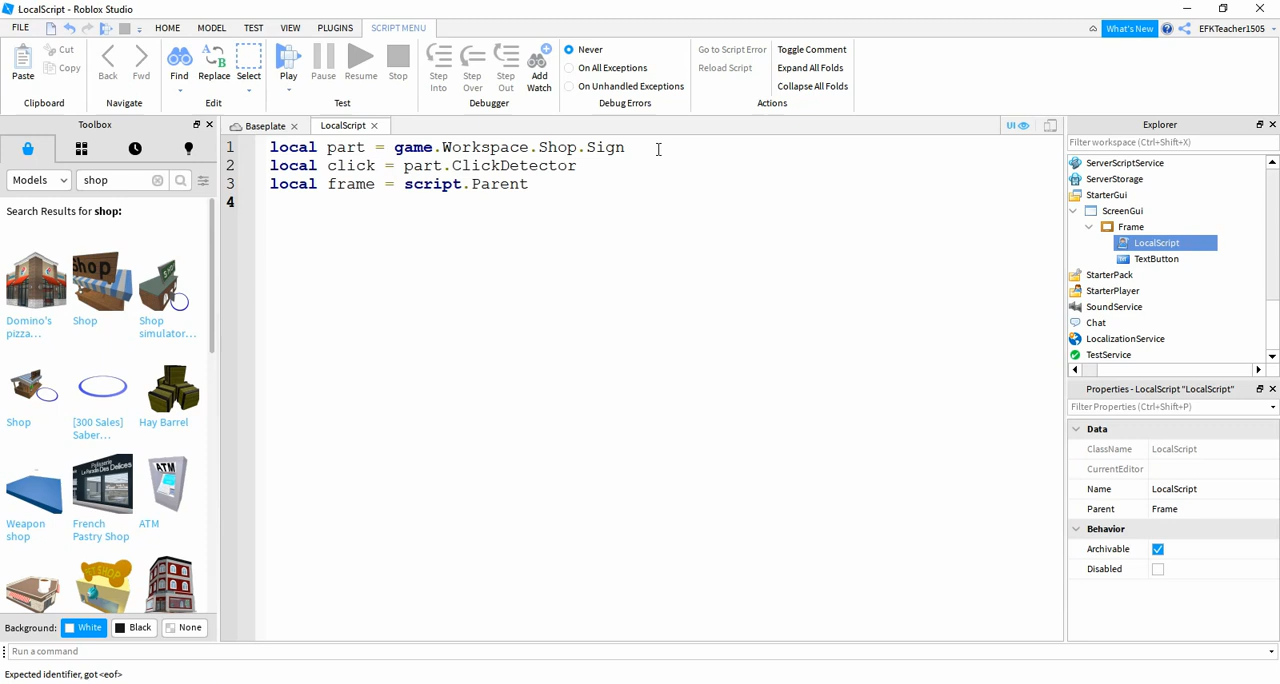 LocalScript - Roblox Studio
FILE HOME MODEL TEST VIEW PLUGINS SCRIPT MENU What's New EFKTeacher1505
Paste Cut Copy Back Fwd Find Replace Select Play Pause Resume Stop Step Into Step Over Step Out Add Watch
Never
On All Exceptions
On Unhandled Exceptions
Go to Script Error
Reload Script
Toggle Comment
Expand All Folds
Collapse All Folds
Clipboard Navigate Edit Test Debugger Debug Errors Actions
Toolbox
Baseplate LocalScript UI
Models shop
Search Results for shop:
Domino's pizza...
Shop
Shop simulator...
Shop
[300 Sales] Saber...
Hay Barrel
Weapon shop
French Pastry Shop
ATM
Background: White Black None
1 local part = game.Workspace.Shop.Sign
2 local click = part.ClickDetector
3 local frame = script.Parent
4
Explorer
Filter workspace (Ctrl+Shift+X)
ServerScriptService
ServerStorage
StarterGui
ScreenGui
Frame
LocalScript
TextButton
StarterPack
StarterPlayer
SoundService
Chat
LocalizationService
TestService
Properties - LocalScript "LocalScript"
Filter Properties (Ctrl+Shift+P)
Data
ClassName LocalScript
CurrentEditor
Name LocalScript
Parent Frame
Behavior
Archivable
Disabled
Run a command
Expected identifier, got <eof>